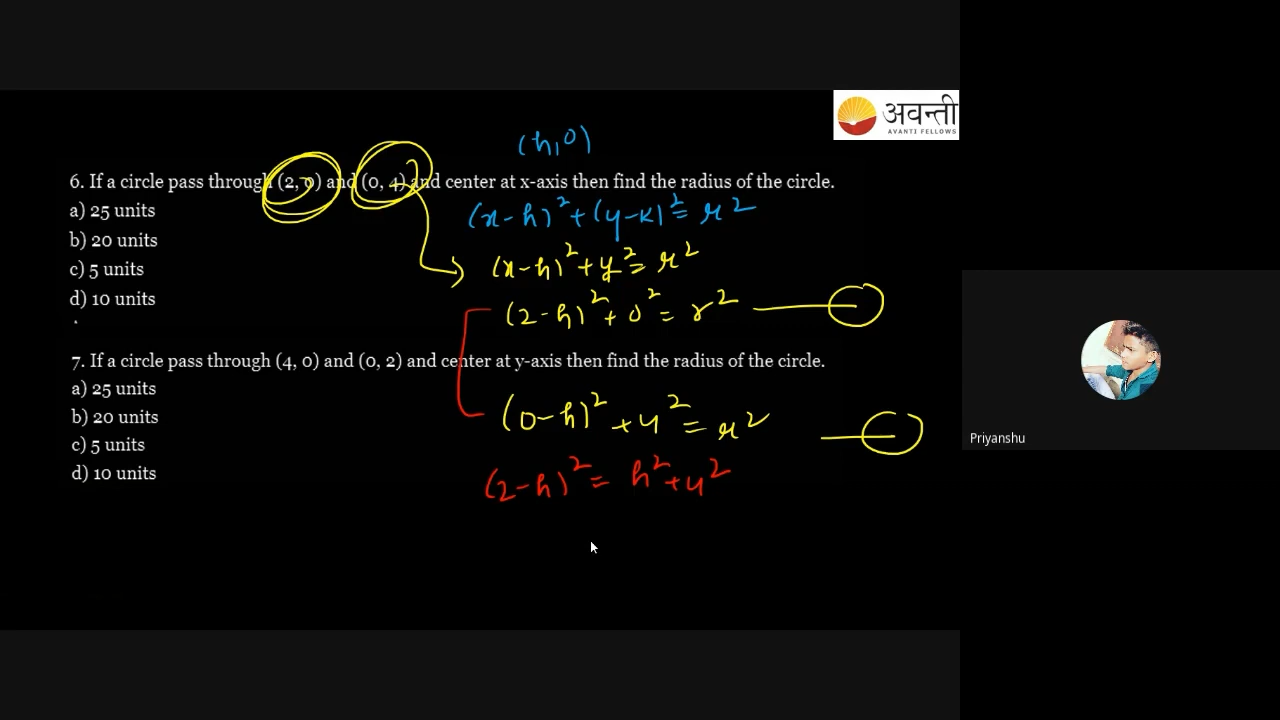 अवन्ती
AVANTI FELLOWS
(h,0)
6. If a circle pass through (2, 0) and (0, 4) and center at x-axis then find the radius of the circle.
a) 25 units
(x-h)²+(y-k)²=r²
b) 20 units
(x-h)²+y²=r²
c) 5 units
d) 10 units
(2-h)²+0²=r²
7. If a circle pass through (4, 0) and (0, 2) and center at y-axis then find the radius of the circle.
a) 25 units
b) 20 units
(0-h)²+4²=r²
c) 5 units
d) 10 units
(2-h)²=h²+4²
Priyanshu